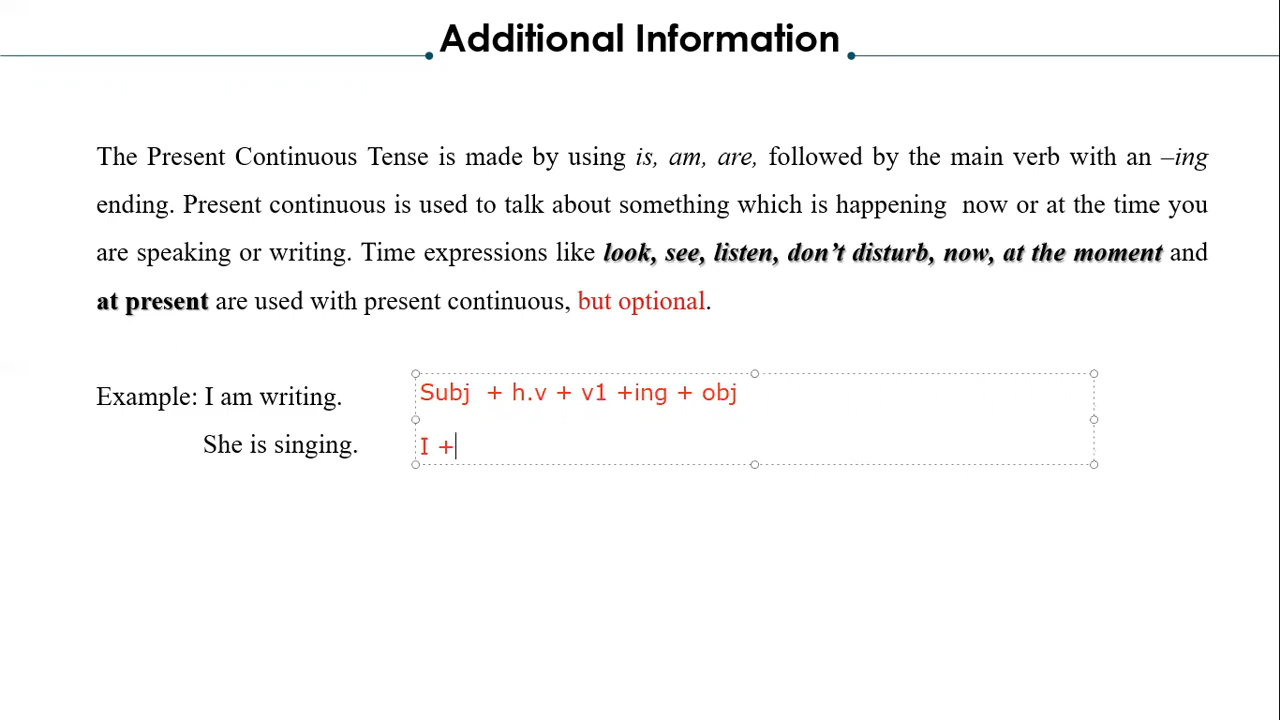 Additional Information
The Present Continuous Tense is made by using is, am, are, followed by the main verb with an –ing
ending. Present continuous is used to talk about something which is happening now or at the time you
are speaking or writing. Time expressions like look, see, listen, don’t disturb, now, at the moment and
at present are used with present continuous, but optional.
Example: I am writing.
Subj + h.v + v1 +ing + obj
She is singing.
I +